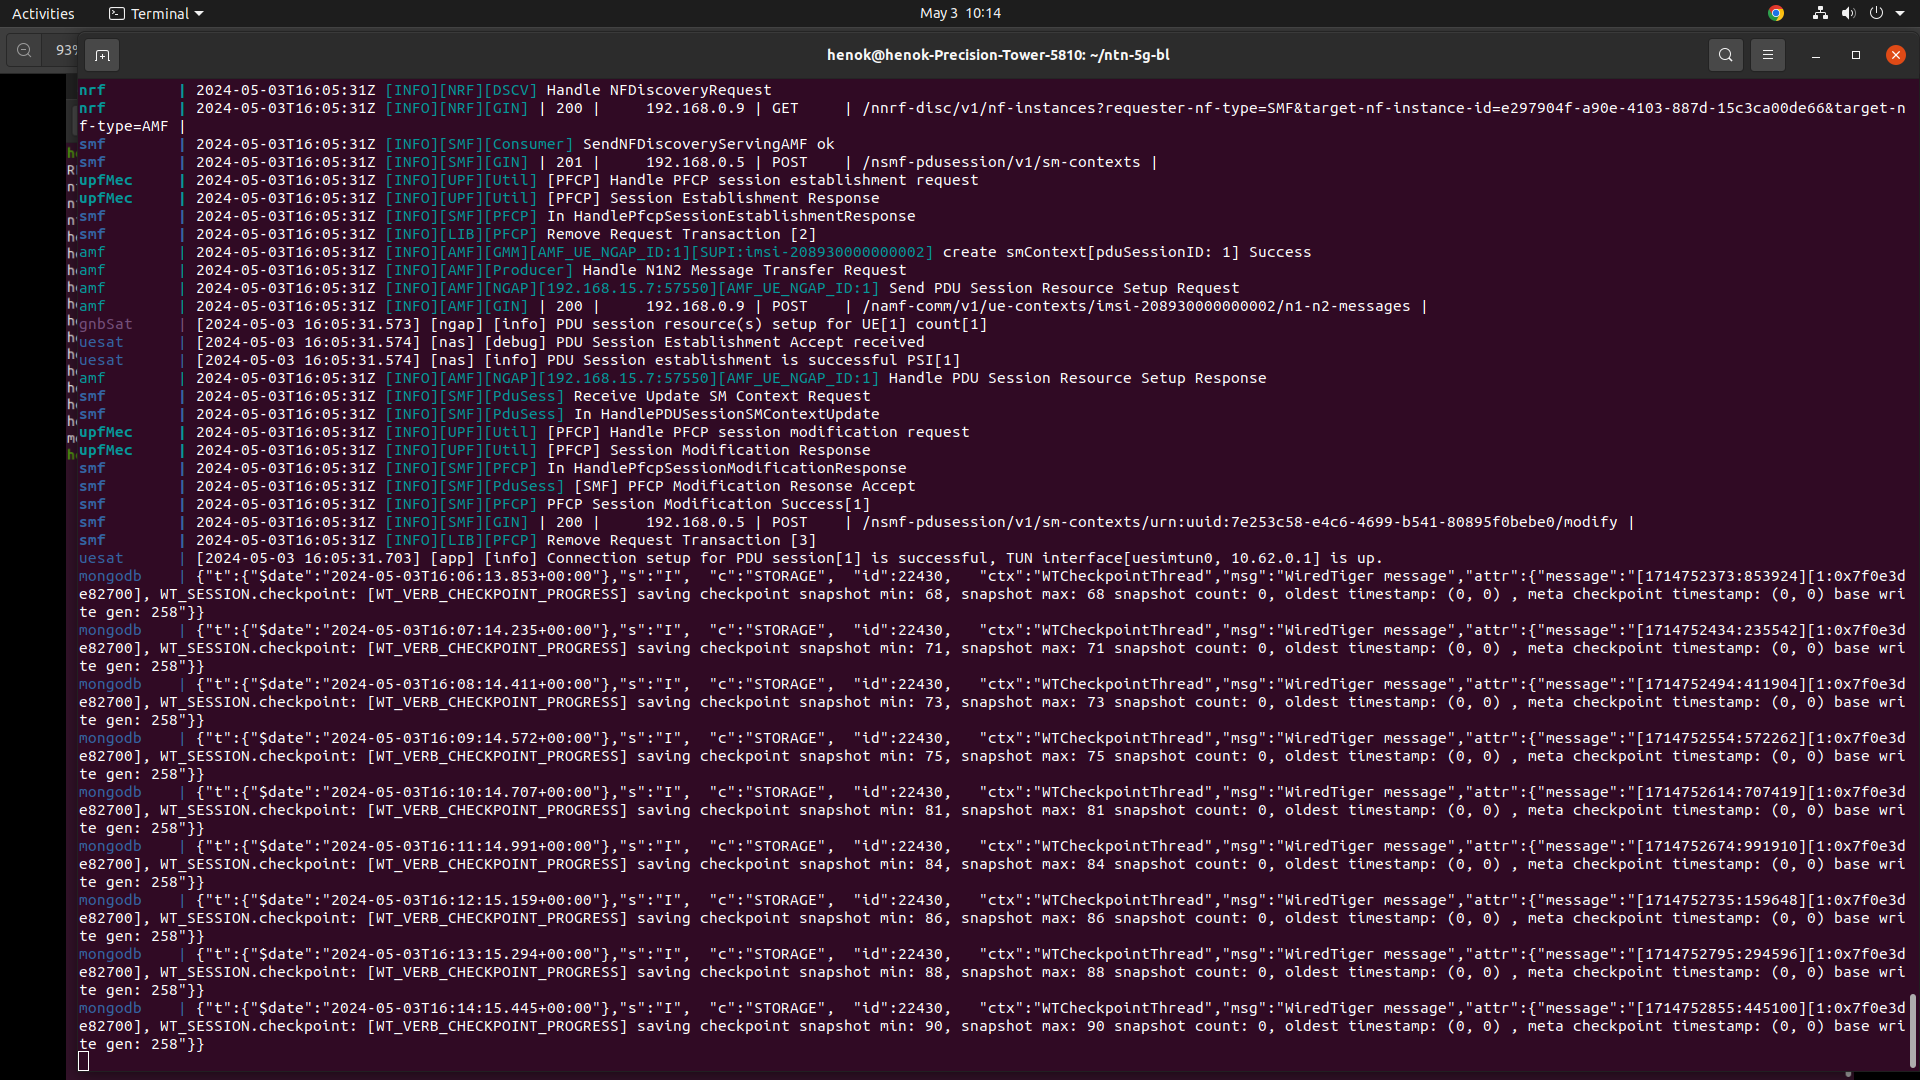 Activities Terminal May 3 10:14
93%
henok@henok-Precision-Tower-5810: ~/ntn-5g-bl
nrf | 2024-05-03T16:05:31Z [INFO][NRF][DSCV] Handle NFDiscoveryRequest
nrf | 2024-05-03T16:05:31Z [INFO][NRF][GIN] | 200 | 192.168.0.9 | GET | /nnrf-disc/v1/nf-instances?requester-nf-type=SMF&target-nf-instance-id=e297904f-a90e-4103-887d-15c3ca00de66&target-n
f-type=AMF |
smf | 2024-05-03T16:05:31Z [INFO][SMF][Consumer] SendNFDiscoveryServingAMF ok
smf | 2024-05-03T16:05:31Z [INFO][SMF][GIN] | 201 | 192.168.0.5 | POST | /nsmf-pdusession/v1/sm-contexts |
upfMec | 2024-05-03T16:05:31Z [INFO][UPF][Util] [PFCP] Handle PFCP session establishment request
upfMec | 2024-05-03T16:05:31Z [INFO][UPF][Util] [PFCP] Session Establishment Response
smf | 2024-05-03T16:05:31Z [INFO][SMF][PFCP] In HandlePfcpSessionEstablishmentResponse
smf | 2024-05-03T16:05:31Z [INFO][LIB][PFCP] Remove Request Transaction [2]
amf | 2024-05-03T16:05:31Z [INFO][AMF][GMM][AMF_UE_NGAP_ID:1][SUPI:imsi-208930000000002] create smContext[pduSessionID: 1] Success
amf | 2024-05-03T16:05:31Z [INFO][AMF][Producer] Handle N1N2 Message Transfer Request
amf | 2024-05-03T16:05:31Z [INFO][AMF][NGAP][192.168.15.7:57550][AMF_UE_NGAP_ID:1] Send PDU Session Resource Setup Request
amf | 2024-05-03T16:05:31Z [INFO][AMF][GIN] | 200 | 192.168.0.9 | POST | /namf-comm/v1/ue-contexts/imsi-208930000000002/n1-n2-messages |
gnbSat | [2024-05-03 16:05:31.573] [ngap] [info] PDU session resource(s) setup for UE[1] count[1]
uesat | [2024-05-03 16:05:31.574] [nas] [debug] PDU Session Establishment Accept received
uesat | [2024-05-03 16:05:31.574] [nas] [info] PDU Session establishment is successful PSI[1]
amf | 2024-05-03T16:05:31Z [INFO][AMF][NGAP][192.168.15.7:57550][AMF_UE_NGAP_ID:1] Handle PDU Session Resource Setup Response
smf | 2024-05-03T16:05:31Z [INFO][SMF][PduSess] Receive Update SM Context Request
smf | 2024-05-03T16:05:31Z [INFO][SMF][PduSess] In HandlePDUSessionSMContextUpdate
upfMec | 2024-05-03T16:05:31Z [INFO][UPF][Util] [PFCP] Handle PFCP session modification request
upfMec | 2024-05-03T16:05:31Z [INFO][UPF][Util] [PFCP] Session Modification Response
smf | 2024-05-03T16:05:31Z [INFO][SMF][PFCP] In HandlePfcpSessionModificationResponse
smf | 2024-05-03T16:05:31Z [INFO][SMF][PduSess] [SMF] PFCP Modification Resonse Accept
smf | 2024-05-03T16:05:31Z [INFO][SMF][PFCP] PFCP Session Modification Success[1]
smf | 2024-05-03T16:05:31Z [INFO][SMF][GIN] | 200 | 192.168.0.5 | POST | /nsmf-pdusession/v1/sm-contexts/urn:uuid:7e253c58-e4c6-4699-b541-80895f0bebe0/modify |
smf | 2024-05-03T16:05:31Z [INFO][LIB][PFCP] Remove Request Transaction [3]
uesat | [2024-05-03 16:05:31.703] [app] [info] Connection setup for PDU session[1] is successful, TUN interface[uesimtun0, 10.62.0.1] is up.
mongodb | {"t":{"$date":"2024-05-03T16:06:13.853+00:00"},"s":"I", "c":"STORAGE", "id":22430, "ctx":"WTCheckpointThread","msg":"WiredTiger message","attr":{"message":"[1714752373:853924][1:0x7f0e3d
e82700], WT_SESSION.checkpoint: [WT_VERB_CHECKPOINT_PROGRESS] saving checkpoint snapshot min: 68, snapshot max: 68 snapshot count: 0, oldest timestamp: (0, 0) , meta checkpoint timestamp: (0, 0) base wri
te gen: 258"}}
mongodb | {"t":{"$date":"2024-05-03T16:07:14.235+00:00"},"s":"I", "c":"STORAGE", "id":22430, "ctx":"WTCheckpointThread","msg":"WiredTiger message","attr":{"message":"[1714752434:235542][1:0x7f0e3d
e82700], WT_SESSION.checkpoint: [WT_VERB_CHECKPOINT_PROGRESS] saving checkpoint snapshot min: 71, snapshot max: 71 snapshot count: 0, oldest timestamp: (0, 0) , meta checkpoint timestamp: (0, 0) base wri
te gen: 258"}}
mongodb | {"t":{"$date":"2024-05-03T16:08:14.411+00:00"},"s":"I", "c":"STORAGE", "id":22430, "ctx":"WTCheckpointThread","msg":"WiredTiger message","attr":{"message":"[1714752494:411904][1:0x7f0e3d
e82700], WT_SESSION.checkpoint: [WT_VERB_CHECKPOINT_PROGRESS] saving checkpoint snapshot min: 73, snapshot max: 73 snapshot count: 0, oldest timestamp: (0, 0) , meta checkpoint timestamp: (0, 0) base wri
te gen: 258"}}
mongodb | {"t":{"$date":"2024-05-03T16:09:14.572+00:00"},"s":"I", "c":"STORAGE", "id":22430, "ctx":"WTCheckpointThread","msg":"WiredTiger message","attr":{"message":"[1714752554:572262][1:0x7f0e3d
e82700], WT_SESSION.checkpoint: [WT_VERB_CHECKPOINT_PROGRESS] saving checkpoint snapshot min: 75, snapshot max: 75 snapshot count: 0, oldest timestamp: (0, 0) , meta checkpoint timestamp: (0, 0) base wri
te gen: 258"}}
mongodb | {"t":{"$date":"2024-05-03T16:10:14.707+00:00"},"s":"I", "c":"STORAGE", "id":22430, "ctx":"WTCheckpointThread","msg":"WiredTiger message","attr":{"message":"[1714752614:707419][1:0x7f0e3d
e82700], WT_SESSION.checkpoint: [WT_VERB_CHECKPOINT_PROGRESS] saving checkpoint snapshot min: 81, snapshot max: 81 snapshot count: 0, oldest timestamp: (0, 0) , meta checkpoint timestamp: (0, 0) base wri
te gen: 258"}}
mongodb | {"t":{"$date":"2024-05-03T16:11:14.991+00:00"},"s":"I", "c":"STORAGE", "id":22430, "ctx":"WTCheckpointThread","msg":"WiredTiger message","attr":{"message":"[1714752674:991910][1:0x7f0e3d
e82700], WT_SESSION.checkpoint: [WT_VERB_CHECKPOINT_PROGRESS] saving checkpoint snapshot min: 84, snapshot max: 84 snapshot count: 0, oldest timestamp: (0, 0) , meta checkpoint timestamp: (0, 0) base wri
te gen: 258"}}
mongodb | {"t":{"$date":"2024-05-03T16:12:15.159+00:00"},"s":"I", "c":"STORAGE", "id":22430, "ctx":"WTCheckpointThread","msg":"WiredTiger message","attr":{"message":"[1714752735:159648][1:0x7f0e3d
e82700], WT_SESSION.checkpoint: [WT_VERB_CHECKPOINT_PROGRESS] saving checkpoint snapshot min: 86, snapshot max: 86 snapshot count: 0, oldest timestamp: (0, 0) , meta checkpoint timestamp: (0, 0) base wri
te gen: 258"}}
mongodb | {"t":{"$date":"2024-05-03T16:13:15.294+00:00"},"s":"I", "c":"STORAGE", "id":22430, "ctx":"WTCheckpointThread","msg":"WiredTiger message","attr":{"message":"[1714752795:294596][1:0x7f0e3d
e82700], WT_SESSION.checkpoint: [WT_VERB_CHECKPOINT_PROGRESS] saving checkpoint snapshot min: 88, snapshot max: 88 snapshot count: 0, oldest timestamp: (0, 0) , meta checkpoint timestamp: (0, 0) base wri
te gen: 258"}}
mongodb | {"t":{"$date":"2024-05-03T16:14:15.445+00:00"},"s":"I", "c":"STORAGE", "id":22430, "ctx":"WTCheckpointThread","msg":"WiredTiger message","attr":{"message":"[1714752855:445100][1:0x7f0e3d
e82700], WT_SESSION.checkpoint: [WT_VERB_CHECKPOINT_PROGRESS] saving checkpoint snapshot min: 90, snapshot max: 90 snapshot count: 0, oldest timestamp: (0, 0) , meta checkpoint timestamp: (0, 0) base wri
te gen: 258"}}